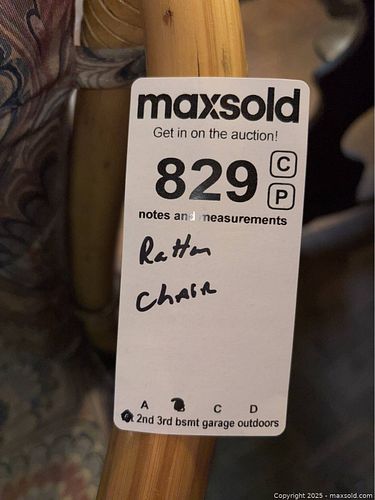 maxsold
Get in on the auction!
829
C
P
notes and measurements
Rattan
Chair
A B C D
2nd 3rd bsmt garage outdoors
Copyright 2025 - maxsold.com